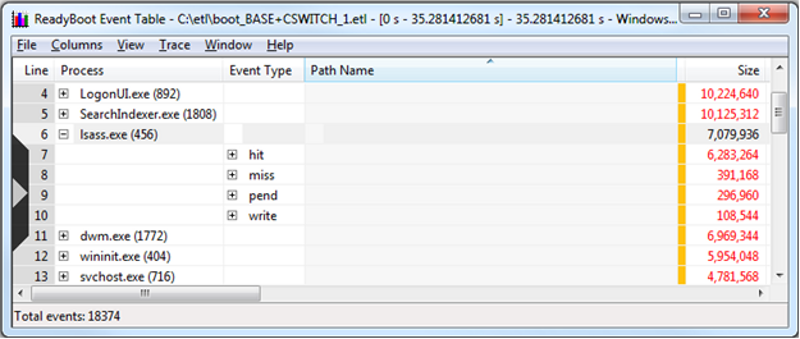 ReadyBoot Event Table - C:\etl\boot_BASE+CSWITCH_1.etl - [0 s - 35.281412681 s] - 35.281412681 s - Windows...
File Columns View Trace Window Help
Line Process Event Type Path Name Size
4 LogonUI.exe (892) 10,224,640
5 SearchIndexer.exe (1808) 10,125,312
6 lsass.exe (456) 7,079,936
7 hit 6,283,264
8 miss 391,168
9 pend 296,960
10 write 108,544
11 dwm.exe (1772) 6,969,344
12 wininit.exe (404) 5,954,048
13 svchost.exe (716) 4,781,568
Total events: 18374